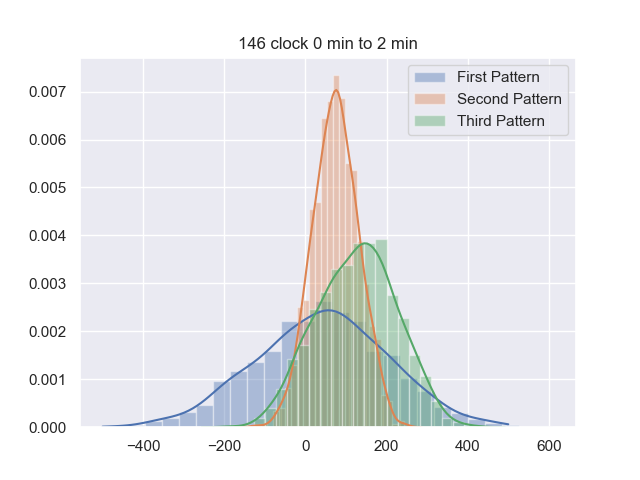 146 clock 0 min to 2 min
First Pattern
Second Pattern
Third Pattern
0.007
0.006
0.005
0.004
0.003
0.002
0.001
0.000
−400 −200 0 200 400 600